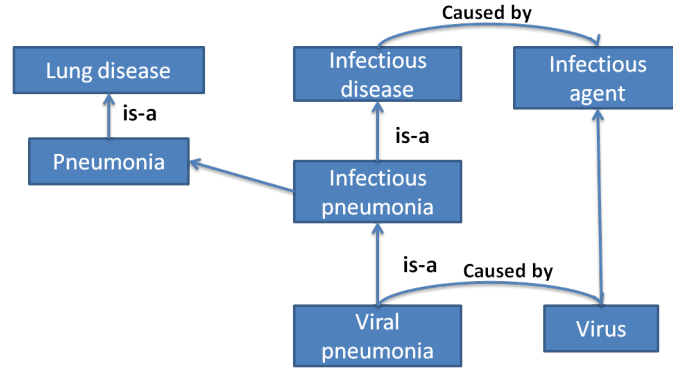 Caused by
Lung disease
Infectious
disease
Infectious
agent
is-a
is-a
Pneumonia
Infectious
pneumonia
is-a
Caused by
Viral
pneumonia
Virus